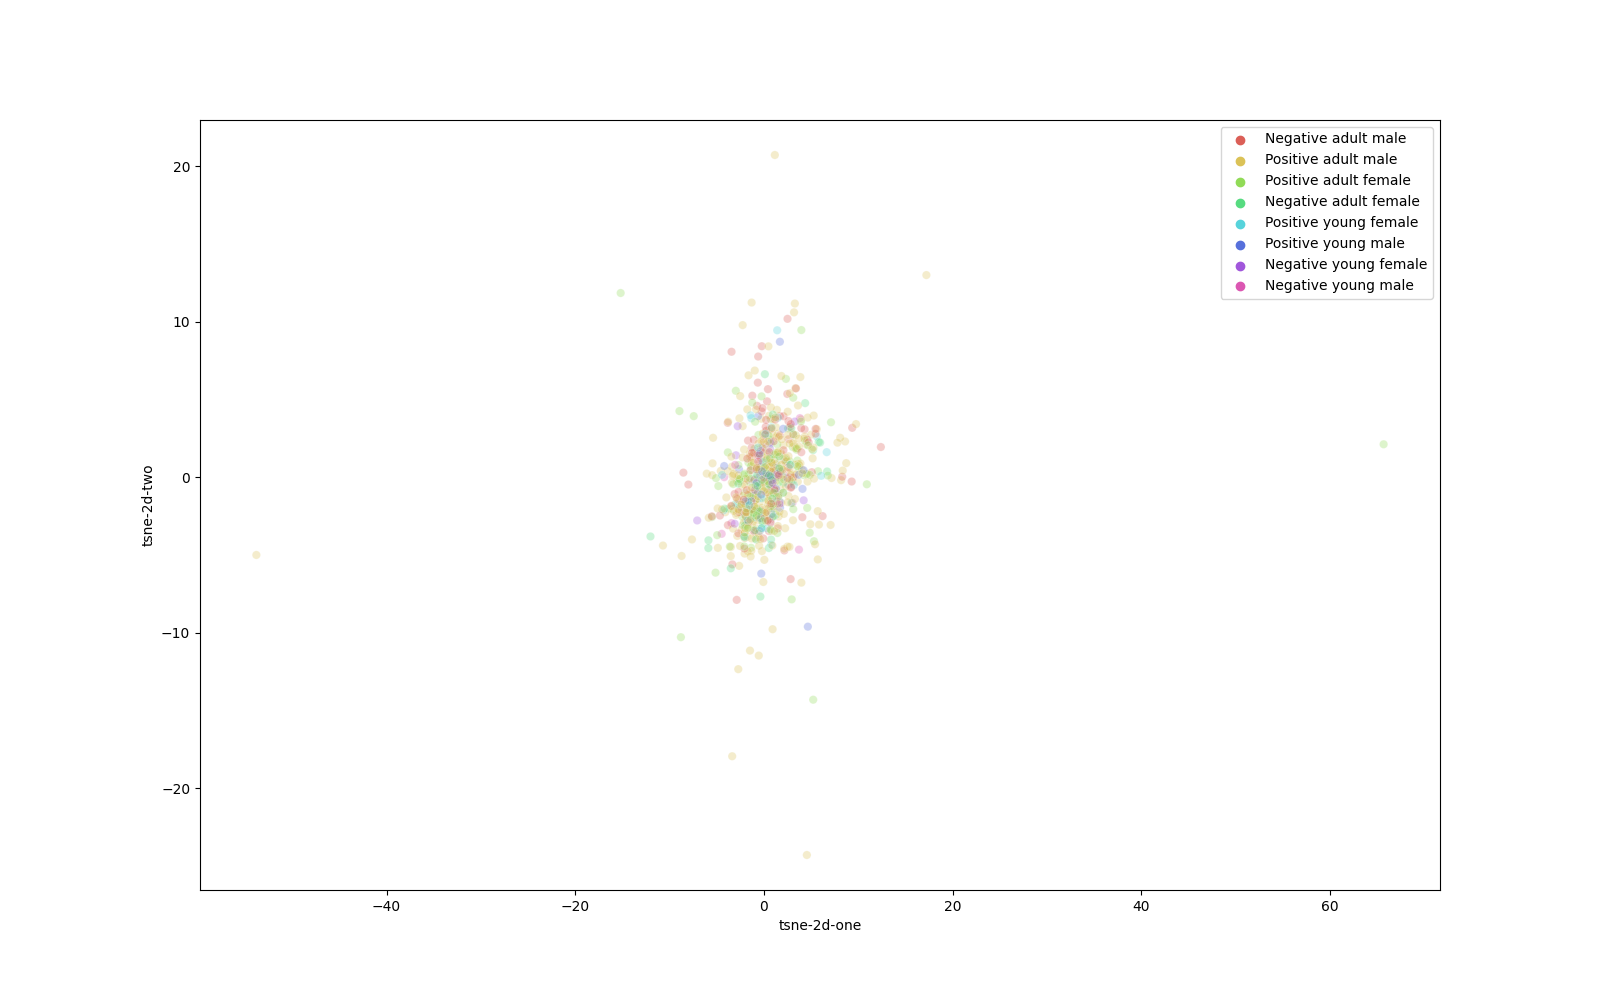 Negative adult male
Positive adult male
Positive adult female
Negative adult female
Positive young female
Positive young male
Negative young female
Negative young male
20
10
0
−10
−20
tsne-2d-two
−40
−20
0
20
40
60
tsne-2d-one